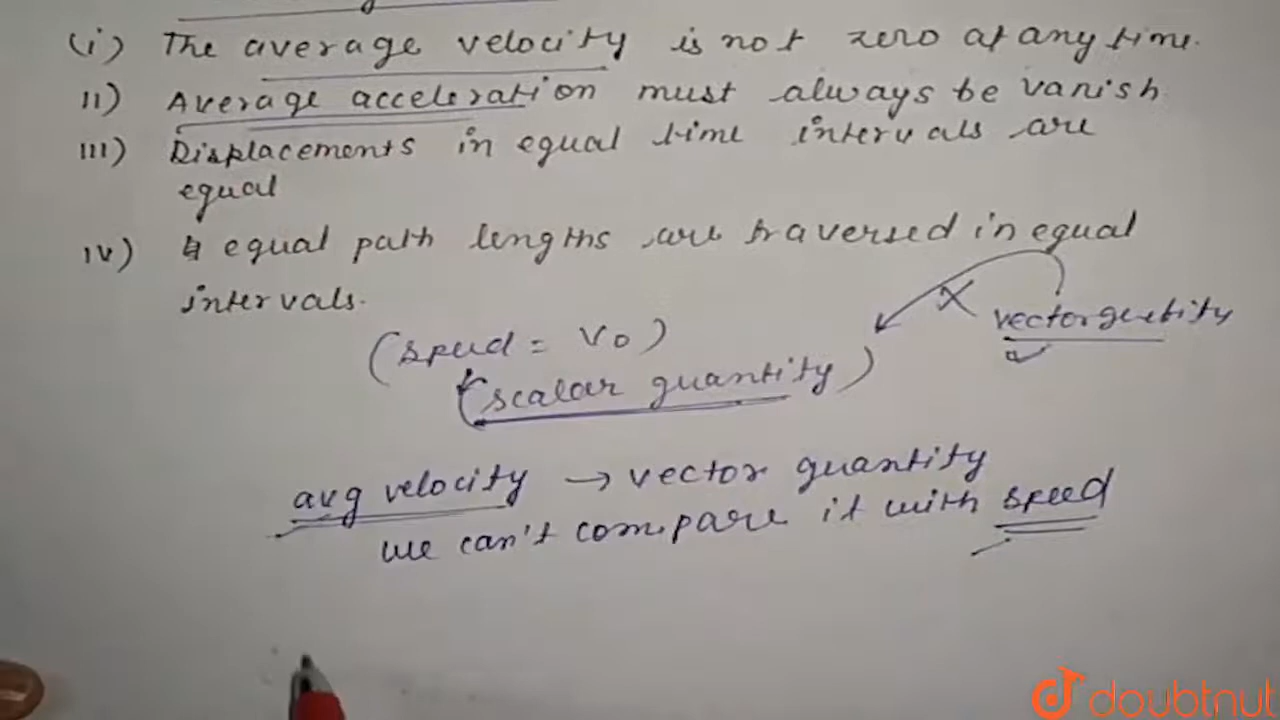 (i) The average velocity is not zero at any time.
II) Average acceleration must always be vanish
III) Displacements in equal time intervals are
equal
IV) equal path lengths are traversed in equal
intervals.
X
vector quetity
(speed = v0)
(scalar quantity)
avg velocity → vector quantity
we can't compare it with speed
doubtnut